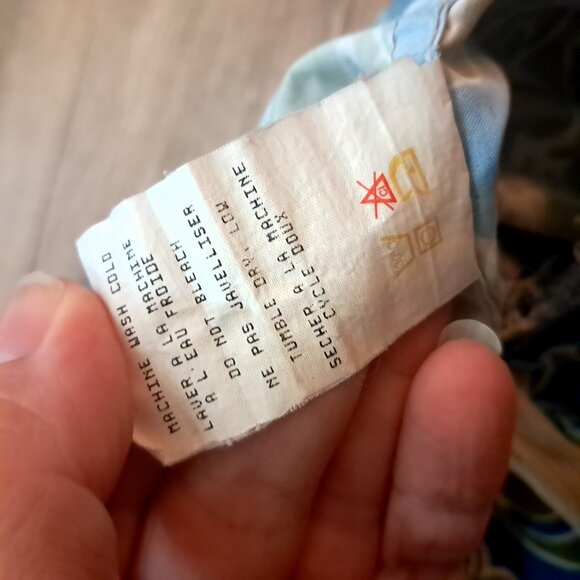 MACHINE WASH COLD
LAVER A LA MACHINE
A L'EAU FROIDE
DO NOT BLEACH
NE PAS JAVELLISER
TUMBLE DRY, LOW
SECHER A LA MACHINE
CYCLE DOUX